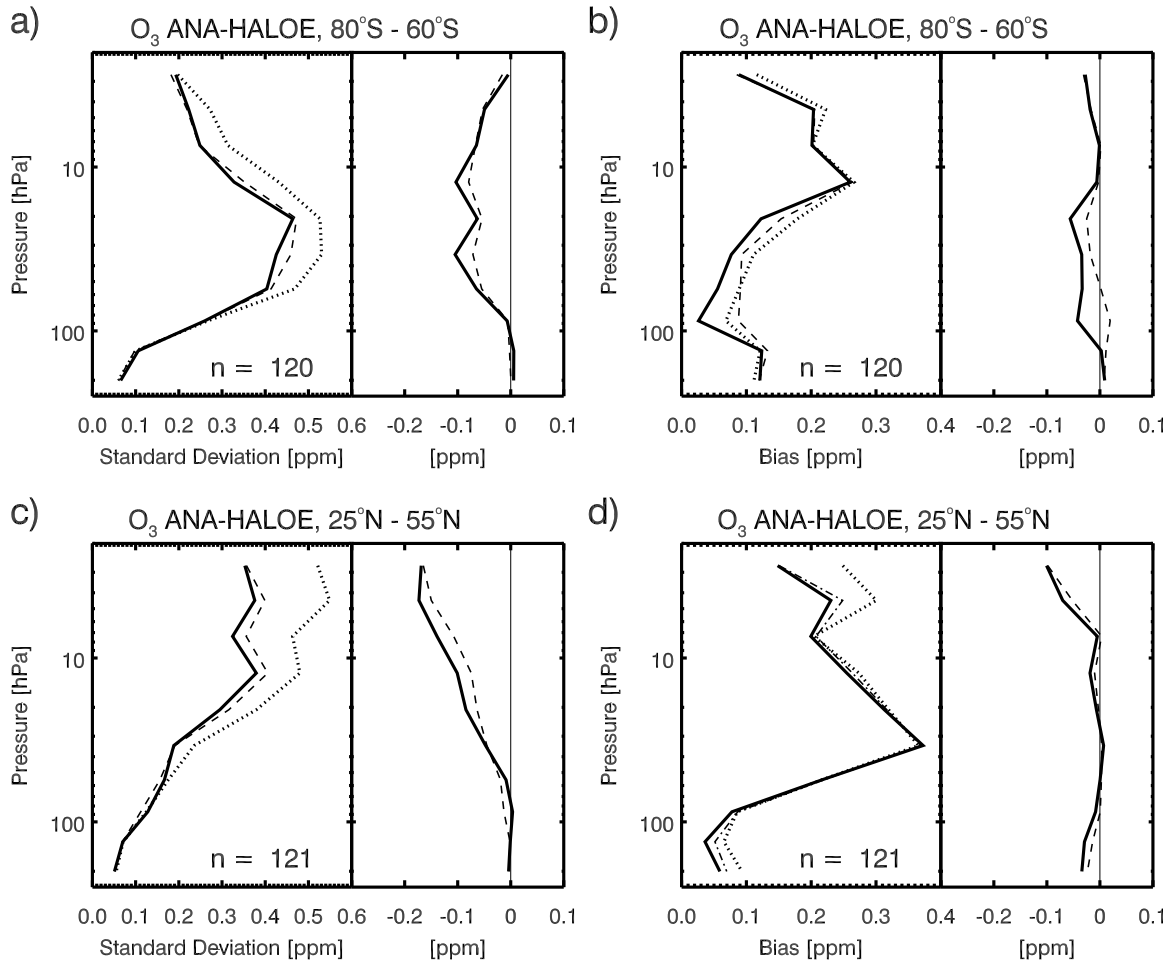 a)
O₃ ANA-HALOE, 80°S - 60°S
Pressure [hPa]
10
100
n = 120
0.0 0.1 0.2 0.3 0.4 0.5 0.6 -0.2 -0.1 0 0.1
Standard Deviation [ppm] [ppm]
b)
O₃ ANA-HALOE, 80°S - 60°S
Pressure [hPa]
10
100
n = 120
0.0 0.1 0.2 0.3 0.4 -0.2 -0.1 0 0.1
Bias [ppm] [ppm]
c)
O₃ ANA-HALOE, 25°N - 55°N
Pressure [hPa]
10
100
n = 121
0.0 0.1 0.2 0.3 0.4 0.5 0.6 -0.2 -0.1 0 0.1
Standard Deviation [ppm] [ppm]
d)
O₃ ANA-HALOE, 25°N - 55°N
Pressure [hPa]
10
100
n = 121
0.0 0.1 0.2 0.3 0.4 -0.2 -0.1 0 0.1
Bias [ppm] [ppm]